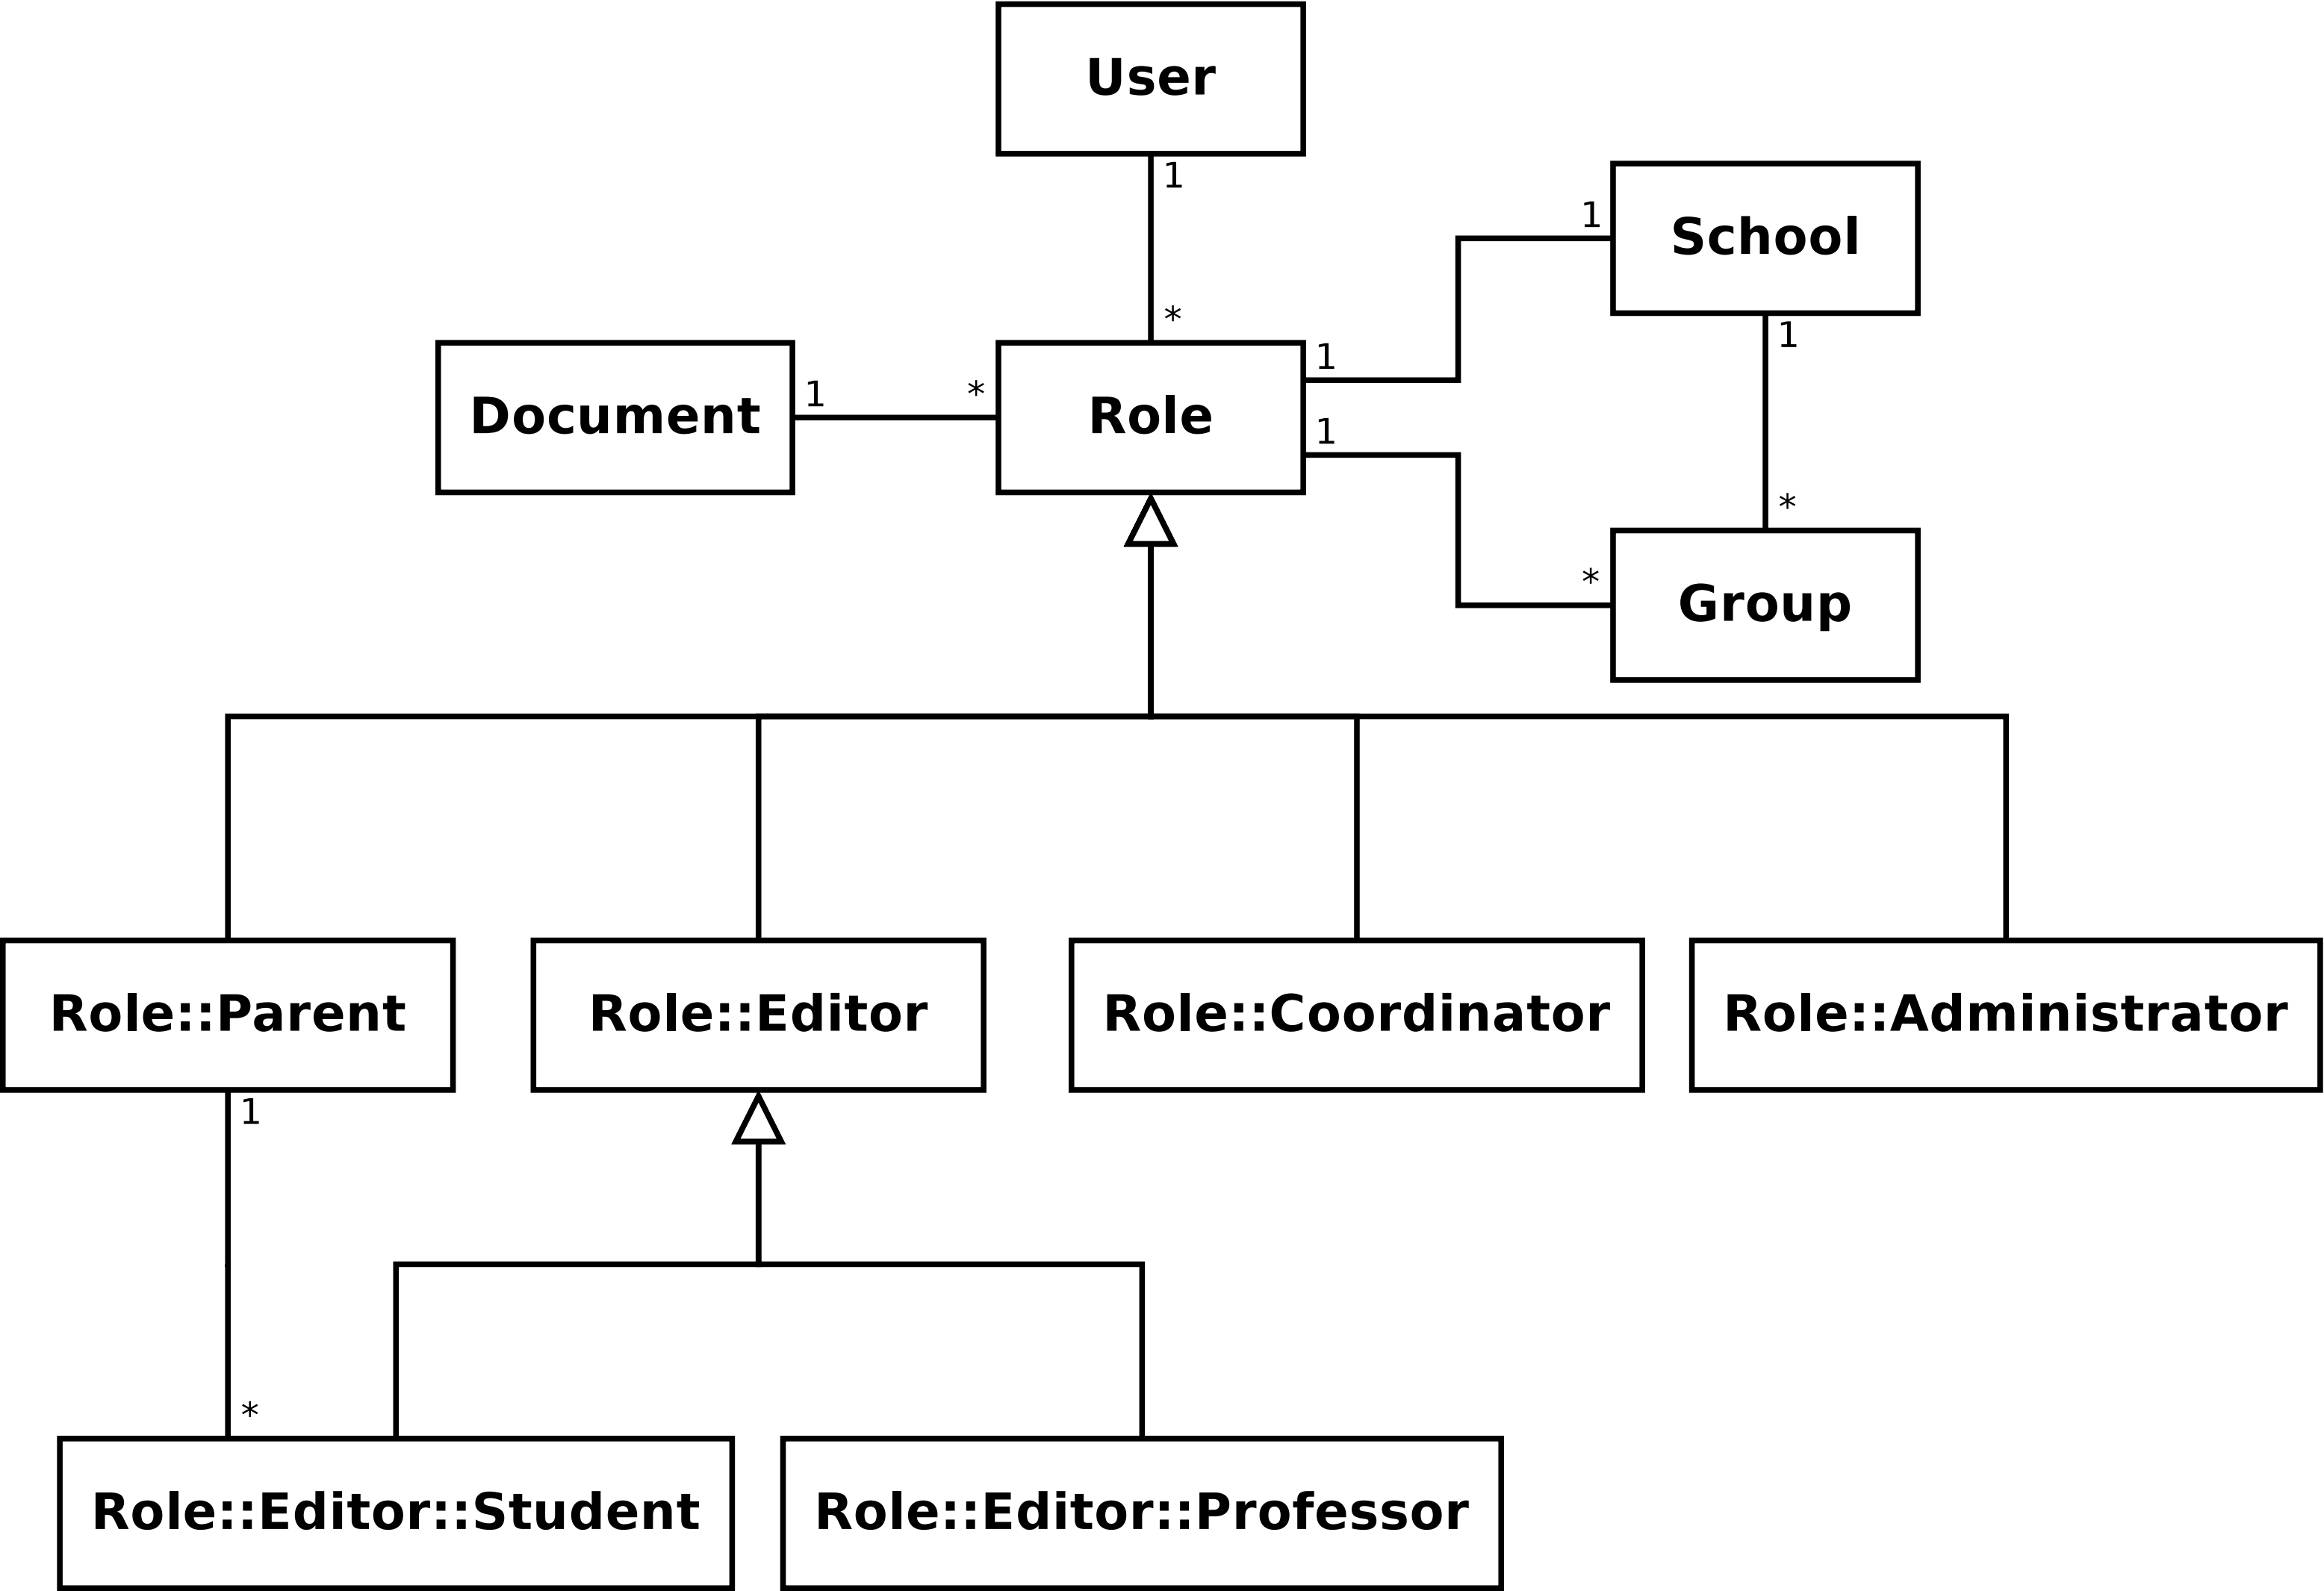 User
1
1
School
*
1
1
Document
1
*
Role
1
*
*
Group
Role::Parent
Role::Editor
Role::Coordinator
Role::Administrator
1
*
Role::Editor::Student
Role::Editor::Professor